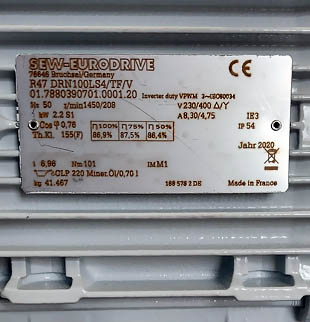 SEW-EURODRIVE CE
76646 Bruchsal/Germany
R47 DRN100LS4/TF/V
01.7880390701.0001.20 Inverter duty VPWM 3~IEC60034
Hz 50 r/min 1450/208 V 230/400 Δ/Y
kW 2.2 S1 A 8,30/4,75 IE3
Cosφ 0,76 η100% η75% η50% IP 54
Th.Kl. 155(F) 86,9% 87,5% 86,4%
Jahr 2020
i 6,96 Nm 101 IM M1
CLP 220 Miner.Öl/0,70 l
kg 41.467 188 578 2 DE Made in France